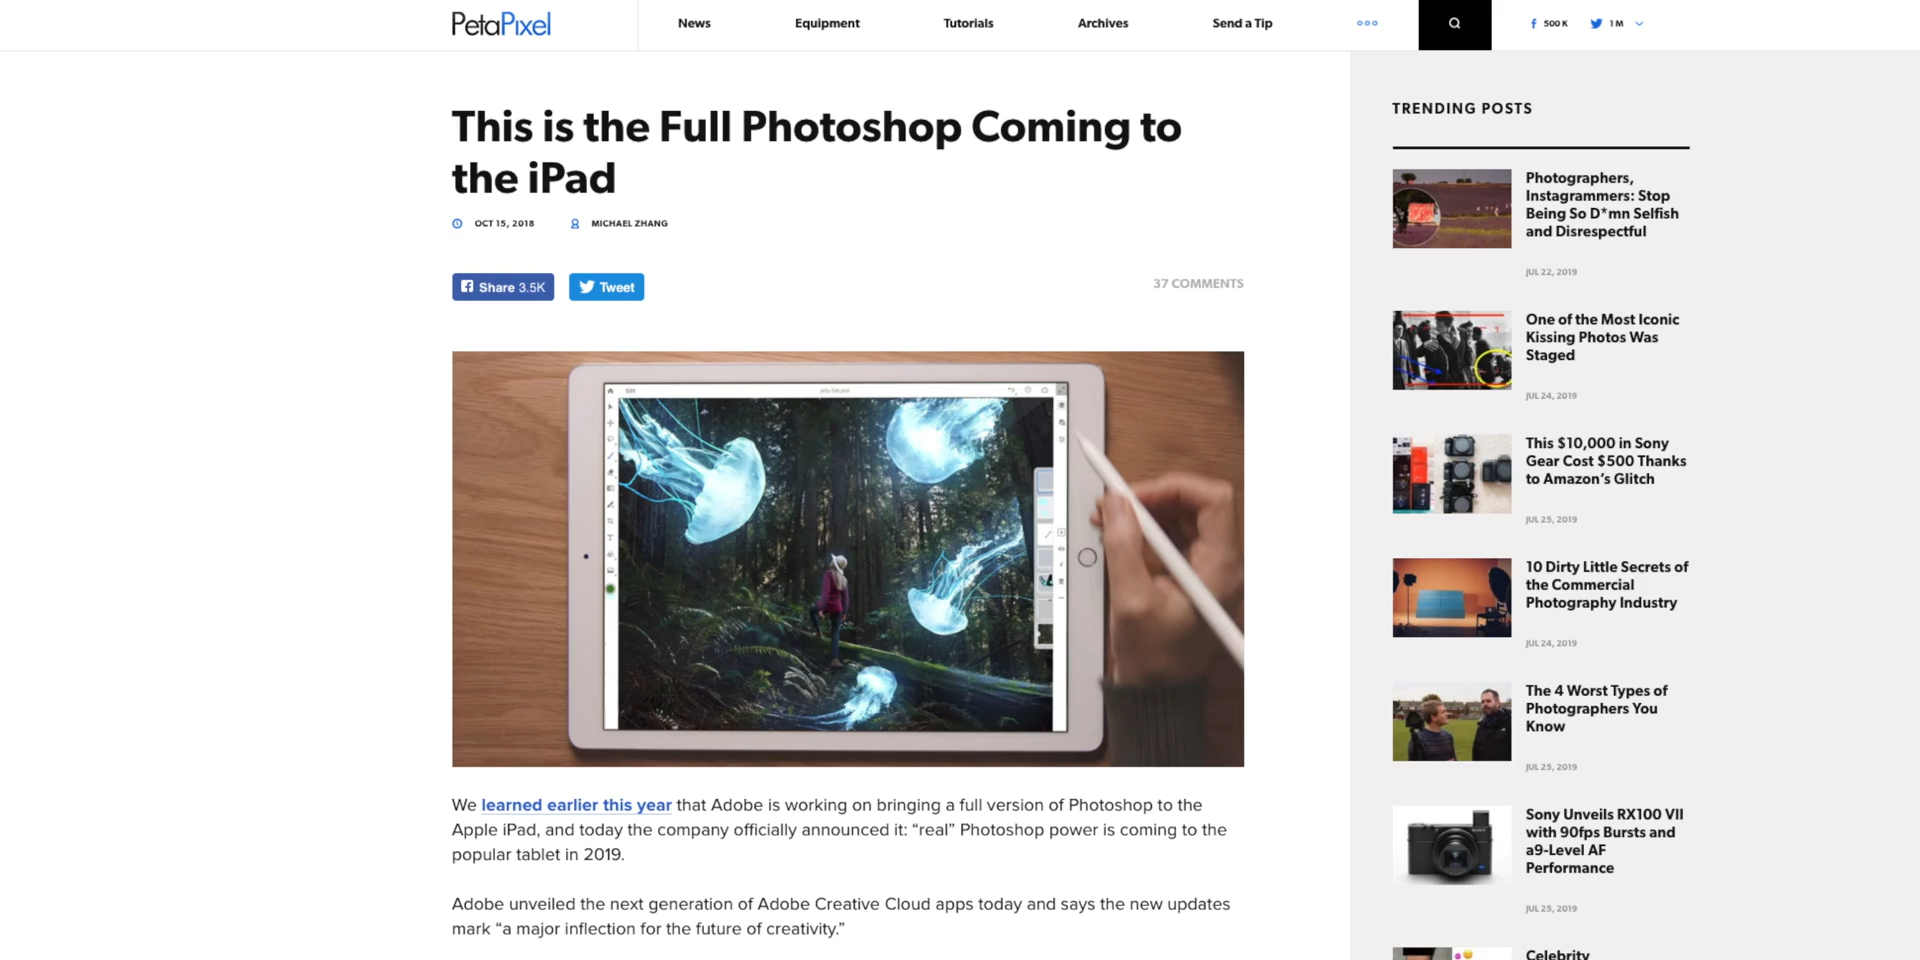 PetaPixel
News
Equipment
Tutorials
Archives
Send a Tip
500 K
1 M
This is the Full Photoshop Coming to
the iPad
OCT 15, 2018
MICHAEL ZHANG
Share 3.5K
Tweet
37 COMMENTS
Edit
We learned earlier this year that Adobe is working on bringing a full version of Photoshop to the
Apple iPad, and today the company officially announced it: “real” Photoshop power is coming to the
popular tablet in 2019.
Adobe unveiled the next generation of Adobe Creative Cloud apps today and says the new updates
mark “a major inflection for the future of creativity.”
TRENDING POSTS
Photographers,
Instagrammers: Stop
Being So D*mn Selfish
and Disrespectful
JUL 22, 2019
One of the Most Iconic
Kissing Photos Was
Staged
JUL 24, 2019
This $10,000 in Sony
Gear Cost $500 Thanks
to Amazon’s Glitch
JUL 25, 2019
10 Dirty Little Secrets of
the Commercial
Photography Industry
JUL 24, 2019
The 4 Worst Types of
Photographers You
Know
JUL 25, 2019
Sony Unveils RX100 VII
with 90fps Bursts and
a9-Level AF
Performance
JUL 25, 2019
Celebrity